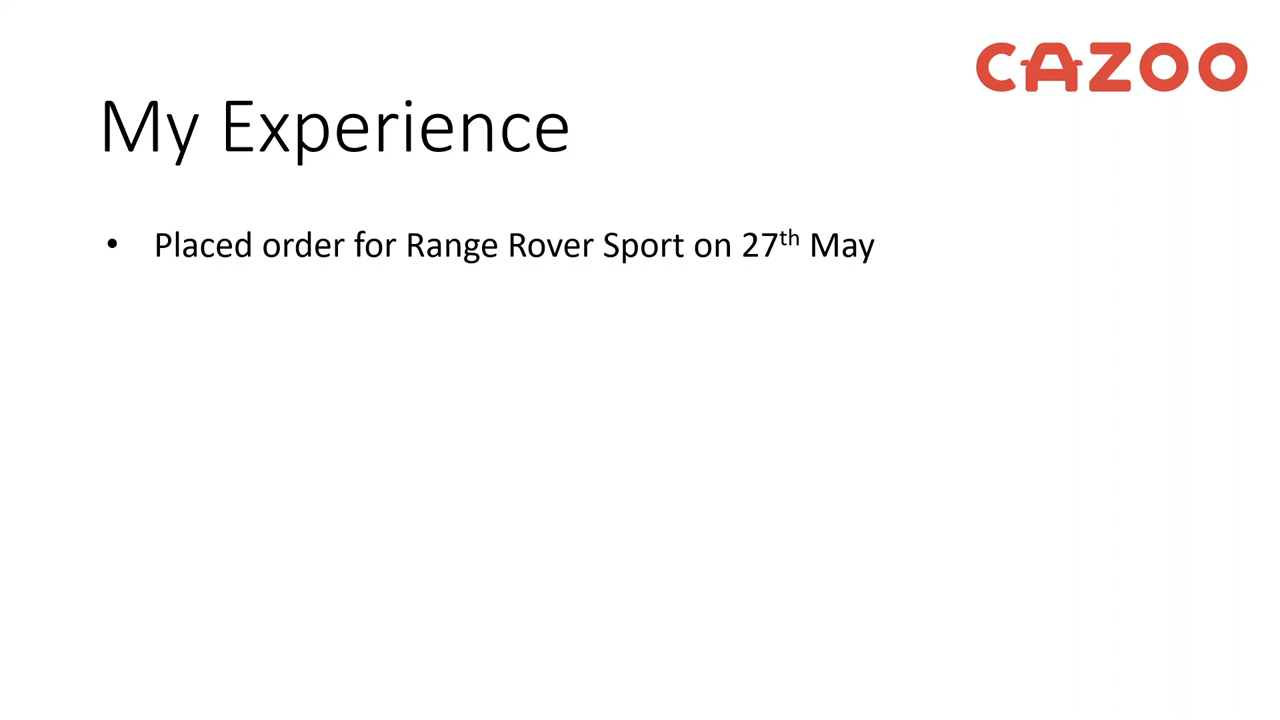 CAZOO
My Experience
• Placed order for Range Rover Sport on 27th May